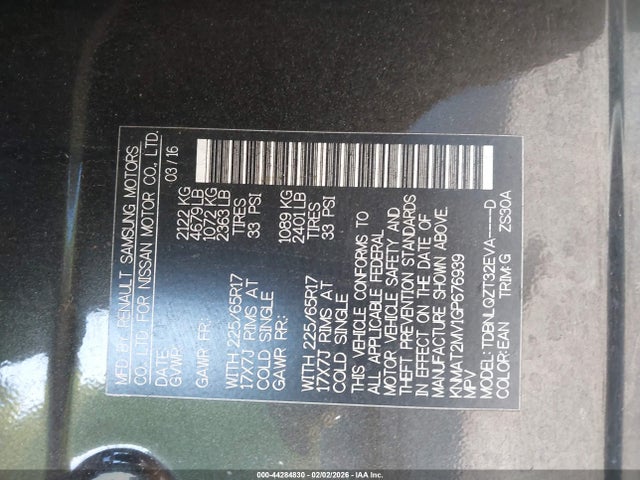 MFD BY RENAULT SAMSUNG MOTORS
CO., LTD FOR NISSAN MOTOR CO., LTD.
DATE: 03/16
GVWR: 2122 KG
4679 LB
GAWR FR: 1072 KG
2363 LB
WITH 225/65R17 TIRES
17X7J RIMS AT 33 PSI
COLD SINGLE
GAWR RR: 1089 KG
2401 LB
WITH 225/65R17 TIRES
17X7J RIMS AT 33 PSI
COLD SINGLE
THIS VEHICLE CONFORMS TO
ALL APPLICABLE FEDERAL
MOTOR VEHICLE SAFETY AND
THEFT PREVENTION STANDARDS
IN EFFECT ON THE DATE OF
MANUFACTURE SHOWN ABOVE.
KNMAT2MV1GP676939
MPV
MODEL: TDBNLQZT32EVA-----D
COLOR:EAN TRIM:G ZS30A
000-44284830 - 02/02/2026 - IAA Inc.